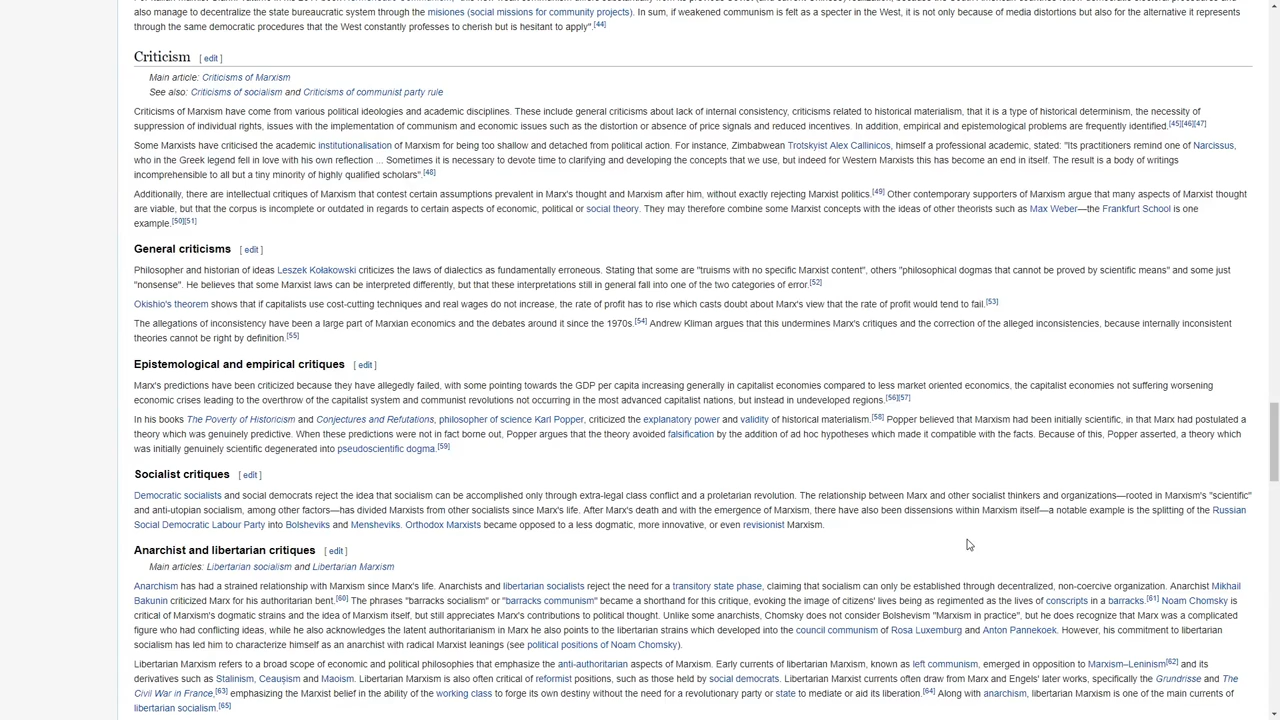 also manage to decentralize the state bureaucratic system through the misiones (social missions for community projects). In sum, if weakened communism is felt as a specter in the West, it is not only because of media distortions but also for the alternative it represents
through the same democratic procedures that the West constantly professes to cherish but is hesitant to apply".[44]
Criticism [ edit ]
Main article: Criticisms of Marxism
See also: Criticisms of socialism and Criticisms of communist party rule
Criticisms of Marxism have come from various political ideologies and academic disciplines. These include general criticisms about lack of internal consistency, criticisms related to historical materialism, that it is a type of historical determinism, the necessity of
suppression of individual rights, issues with the implementation of communism and economic issues such as the distortion or absence of price signals and reduced incentives. In addition, empirical and epistemological problems are frequently identified.[45][46][47]
Some Marxists have criticised the academic institutionalisation of Marxism for being too shallow and detached from political action. For instance, Zimbabwean Trotskyist Alex Callinicos, himself a professional academic, stated: "Its practitioners remind one of Narcissus,
who in the Greek legend fell in love with his own reflection ... Sometimes it is necessary to devote time to clarifying and developing the concepts that we use, but indeed for Western Marxists this has become an end in itself. The result is a body of writings
incomprehensible to all but a tiny minority of highly qualified scholars".[48]
Additionally, there are intellectual critiques of Marxism that contest certain assumptions prevalent in Marx's thought and Marxism after him, without exactly rejecting Marxist politics.[49] Other contemporary supporters of Marxism argue that many aspects of Marxist thought
are viable, but that the corpus is incomplete or outdated in regards to certain aspects of economic, political or social theory. They may therefore combine some Marxist concepts with the ideas of other theorists such as Max Weber—the Frankfurt School is one
example.[50][51]
General criticisms [ edit ]
Philosopher and historian of ideas Leszek Kołakowski criticizes the laws of dialectics as fundamentally erroneous. Stating that some are "truisms with no specific Marxist content", others "philosophical dogmas that cannot be proved by scientific means" and some just
"nonsense". He believes that some Marxist laws can be interpreted differently, but that these interpretations still in general fall into one of the two categories of error.[52]
Okishio's theorem shows that if capitalists use cost-cutting techniques and real wages do not increase, the rate of profit has to rise which casts doubt about Marx's view that the rate of profit would tend to fall.[53]
The allegations of inconsistency have been a large part of Marxian economics and the debates around it since the 1970s.[54] Andrew Kliman argues that this undermines Marx's critiques and the correction of the alleged inconsistencies, because internally inconsistent
theories cannot be right by definition.[55]
Epistemological and empirical critiques [ edit ]
Marx's predictions have been criticized because they have allegedly failed, with some pointing towards the GDP per capita increasing generally in capitalist economies compared to less market oriented economics, the capitalist economies not suffering worsening
economic crises leading to the overthrow of the capitalist system and communist revolutions not occurring in the most advanced capitalist nations, but instead in undeveloped regions.[56][57]
In his books The Poverty of Historicism and Conjectures and Refutations, philosopher of science Karl Popper, criticized the explanatory power and validity of historical materialism.[58] Popper believed that Marxism had been initially scientific, in that Marx had postulated a
theory which was genuinely predictive. When these predictions were not in fact borne out, Popper argues that the theory avoided falsification by the addition of ad hoc hypotheses which made it compatible with the facts. Because of this, Popper asserted, a theory which
was initially genuinely scientific degenerated into pseudoscientific dogma.[59]
Socialist critiques [ edit ]
Democratic socialists and social democrats reject the idea that socialism can be accomplished only through extra-legal class conflict and a proletarian revolution. The relationship between Marx and other socialist thinkers and organizations—rooted in Marxism's "scientific"
and anti-utopian socialism, among other factors—has divided Marxists from other socialists since Marx's life. After Marx's death and with the emergence of Marxism, there have also been dissensions within Marxism itself—a notable example is the splitting of the Russian
Social Democratic Labour Party into Bolsheviks and Mensheviks. Orthodox Marxists became opposed to a less dogmatic, more innovative, or even revisionist Marxism.
Anarchist and libertarian critiques [ edit ]
Main articles: Libertarian socialism and Libertarian Marxism
Anarchism has had a strained relationship with Marxism since Marx's life. Anarchists and libertarian socialists reject the need for a transitory state phase, claiming that socialism can only be established through decentralized, non-coercive organization. Anarchist Mikhail
Bakunin criticized Marx for his authoritarian bent.[60] The phrases "barracks socialism" or "barracks communism" became a shorthand for this critique, evoking the image of citizens' lives being as regimented as the lives of conscripts in a barracks.[61] Noam Chomsky is
critical of Marxism's dogmatic strains and the idea of Marxism itself, but still appreciates Marx's contributions to political thought. Unlike some anarchists, Chomsky does not consider Bolshevism "Marxism in practice", but he does recognize that Marx was a complicated
figure who had conflicting ideas, while he also acknowledges the latent authoritarianism in Marx he also points to the libertarian strains which developed into the council communism of Rosa Luxemburg and Anton Pannekoek. However, his commitment to libertarian
socialism has led him to characterize himself as an anarchist with radical Marxist leanings (see political positions of Noam Chomsky).
Libertarian Marxism refers to a broad scope of economic and political philosophies that emphasize the anti-authoritarian aspects of Marxism. Early currents of libertarian Marxism, known as left communism, emerged in opposition to Marxism–Leninism[62] and its
derivatives such as Stalinism, Ceaușism and Maoism. Libertarian Marxism is also often critical of reformist positions, such as those held by social democrats. Libertarian Marxist currents often draw from Marx and Engels' later works, specifically the Grundrisse and The
Civil War in France,[63] emphasizing the Marxist belief in the ability of the working class to forge its own destiny without the need for a revolutionary party or state to mediate or aid its liberation.[64] Along with anarchism, libertarian Marxism is one of the main currents of
libertarian socialism.[65]